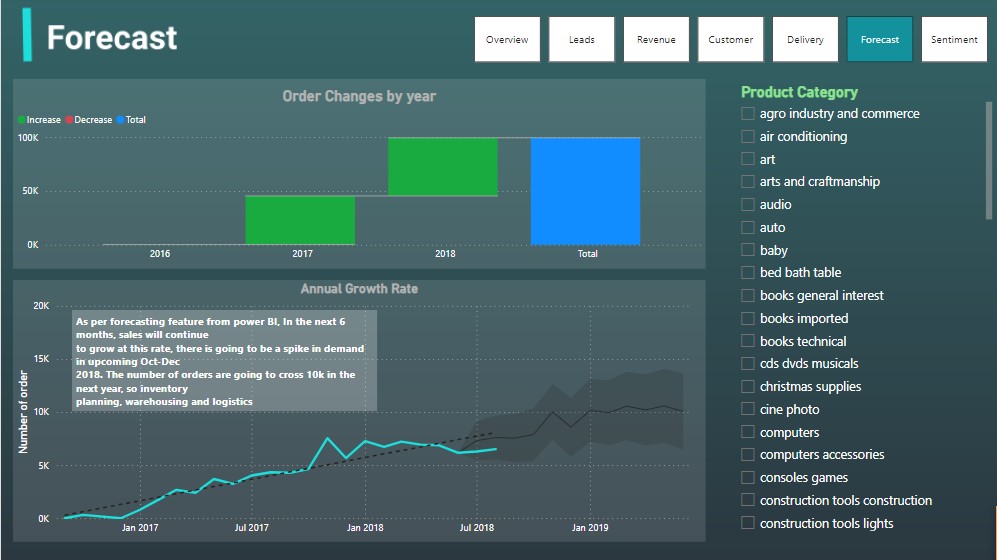 Forecast
Overview
Leads
Revenue
Customer
Delivery
Forecast
Sentiment
Order Changes by year
Increase Decrease Total
100K
50K
0K
2016
2017
2018
Total
Annual Growth Rate
20K
15K
10K
5K
0K
Number of order
As per forecasting feature from power BI, In the next 6
months, sales will continue
to grow at this rate, there is going to be a spike in demand
in upcoming Oct-Dec
2018. The number of orders are going to cross 10k in the
next year, so inventory
planning, warehousing and logistics
Jan 2017
Jul 2017
Jan 2018
Jul 2018
Jan 2019
Product Category
agro industry and commerce
air conditioning
art
arts and craftmanship
audio
auto
baby
bed bath table
books general interest
books imported
books technical
cds dvds musicals
christmas supplies
cine photo
computers
computers accessories
consoles games
construction tools construction
construction tools lights